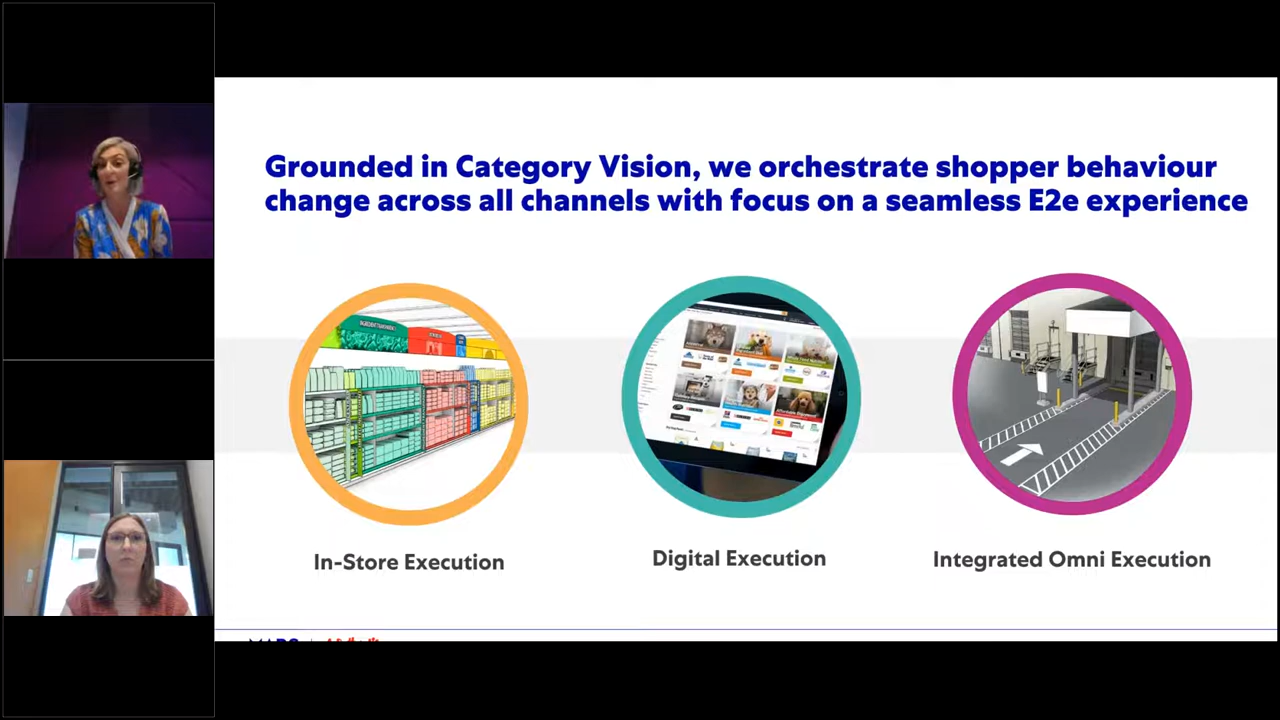 Grounded in Category Vision, we orchestrate shopper behaviour
change across all channels with focus on a seamless E2e experience
In-Store Execution
Digital Execution
Integrated Omni Execution